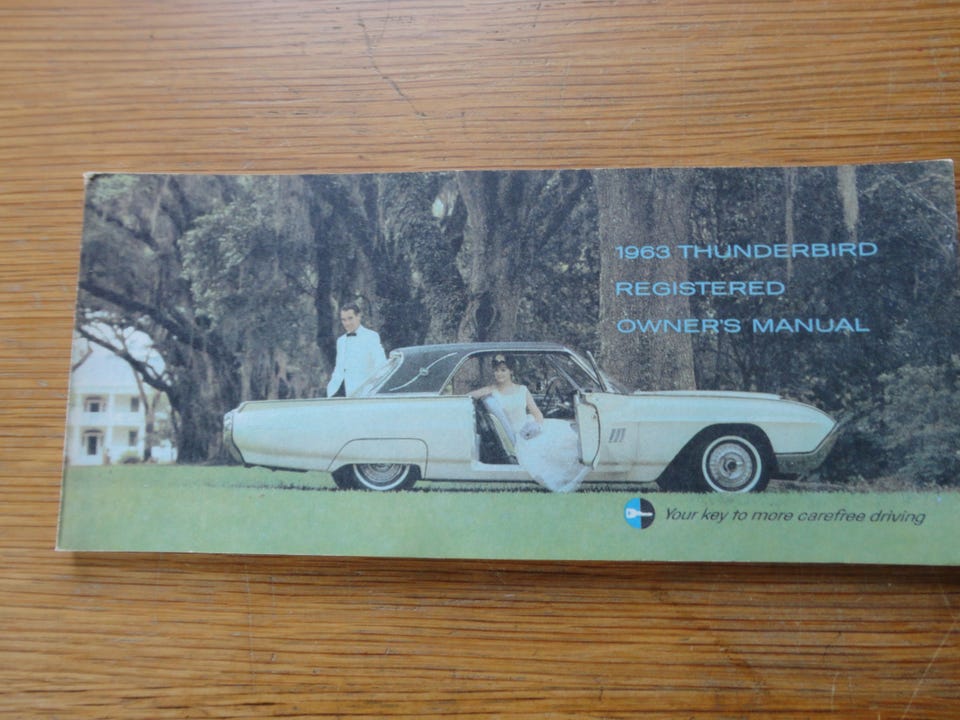 1963 THUNDERBIRD
REGISTERED
OWNER'S MANUAL
Your key to more carefree driving